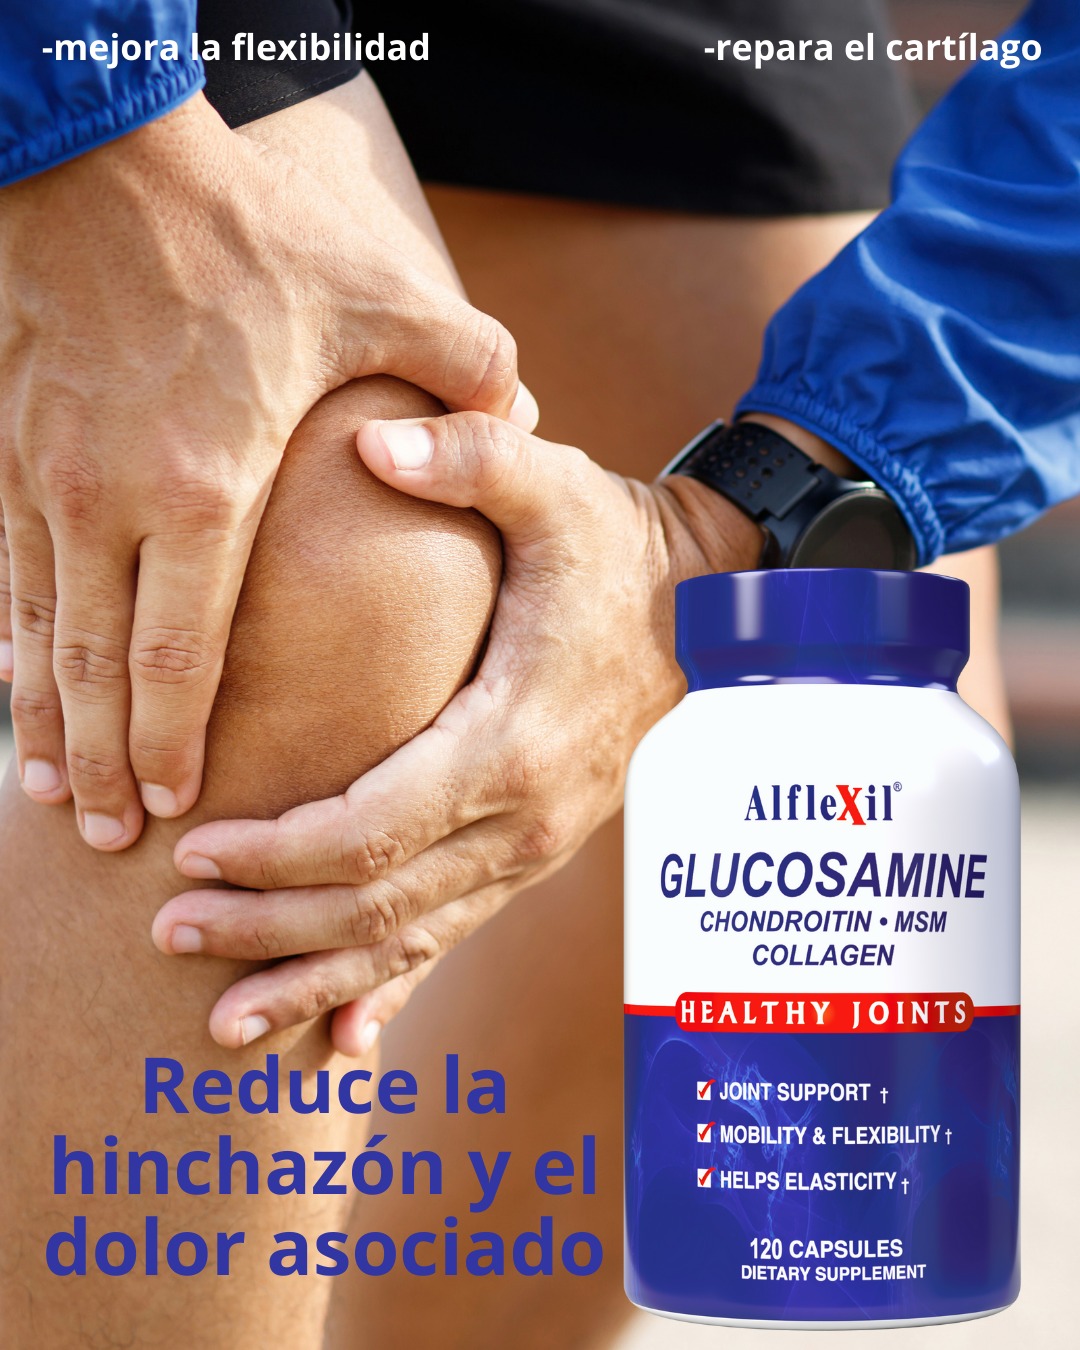 -mejora la flexibilidad
-repara el cartílago
AlfleXil®
GLUCOSAMINE
CHONDROITIN • MSM
COLLAGEN
HEALTHY JOINTS
JOINT SUPPORT †
MOBILITY & FLEXIBILITY †
HELPS ELASTICITY †
120 CAPSULES
DIETARY SUPPLEMENT
Reduce la
hinchazón y el
dolor asociado